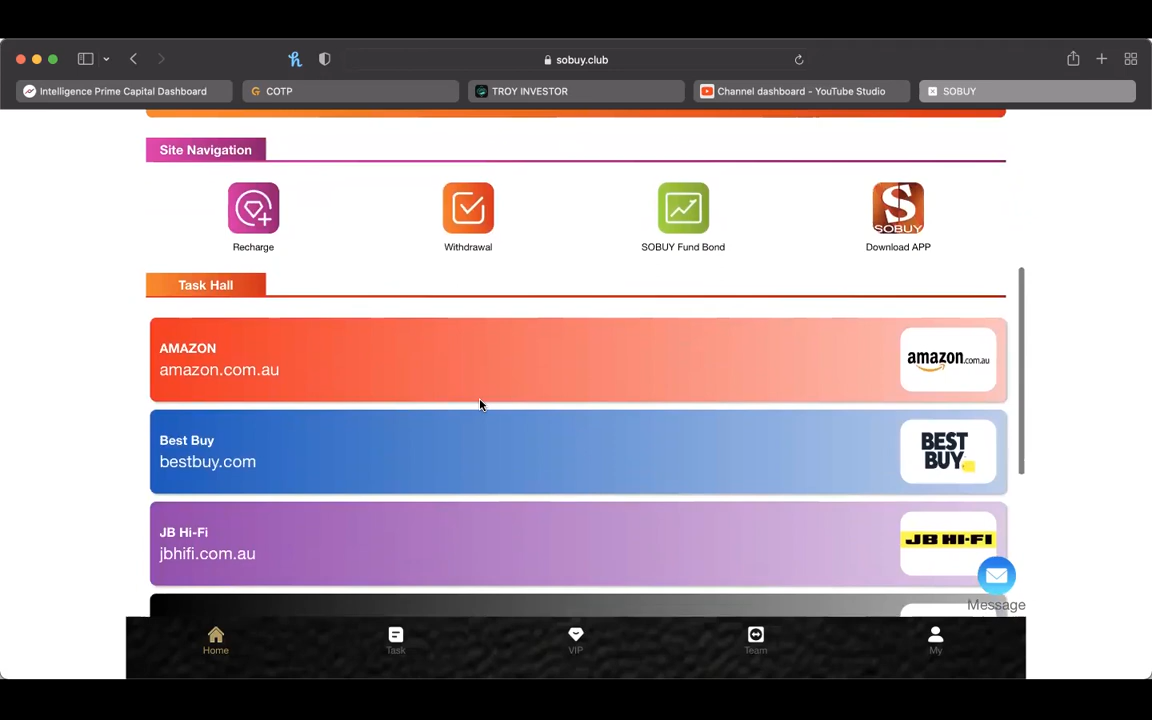 sobuy.club
Intelligence Prime Capital Dashboard
COTP
TROY INVESTOR
Channel dashboard - YouTube Studio
SOBUY
Site Navigation
SOBUY
Recharge
Withdrawal
SOBUY Fund Bond
Download APP
Task Hall
AMAZON
amazon.com.au
amazon.com.au
Best Buy
bestbuy.com
BEST
BUY
JB Hi-Fi
jbhifi.com.au
JB HI-FI
Message
Home
Task
VIP
Team
My